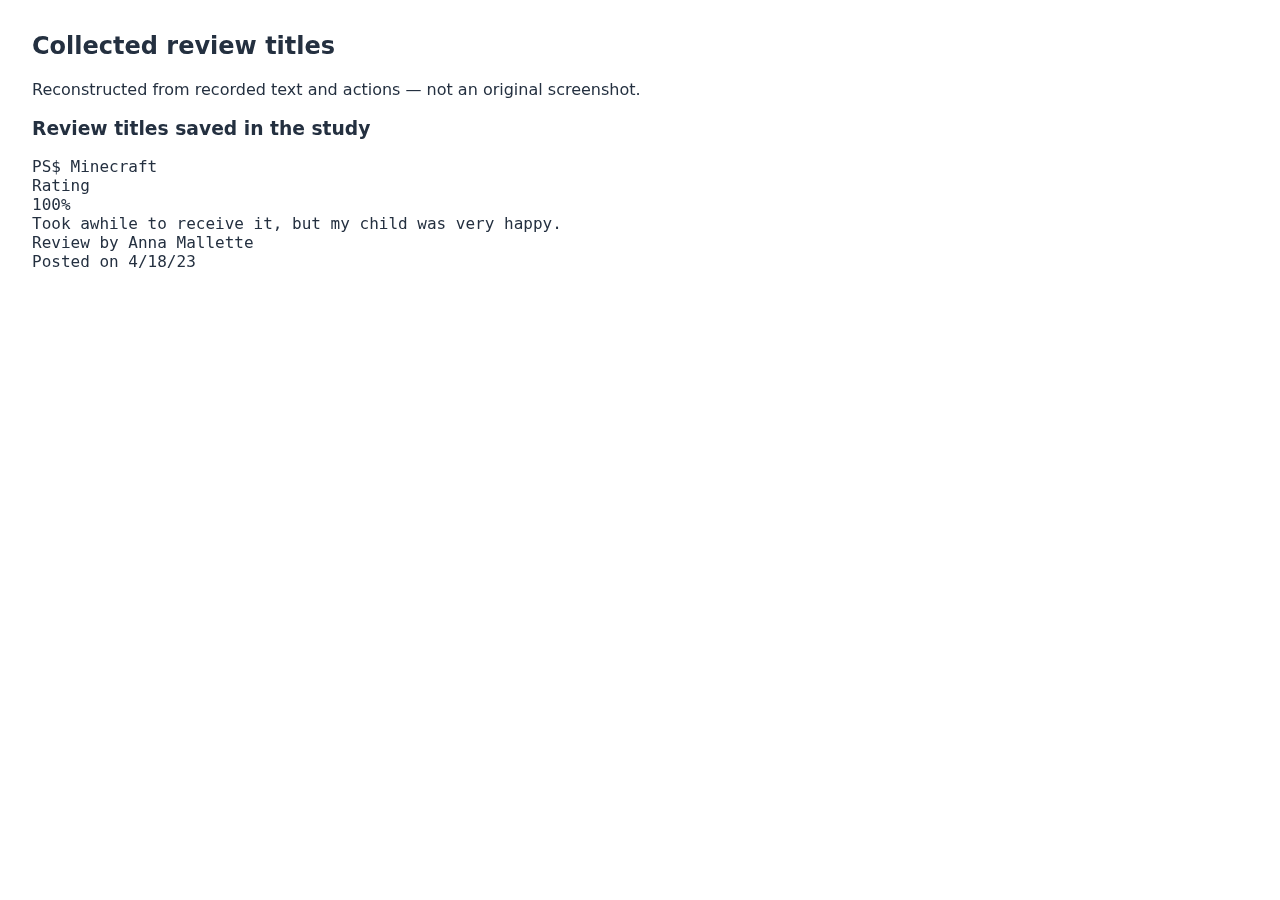 Collected review titles
Reconstructed from recorded text and actions — not an original screenshot.
Review titles saved in the study
PS$ Minecraft
Rating
100%
Took awhile to receive it, but my child was very happy.
Review by Anna Mallette
Posted on 4/18/23